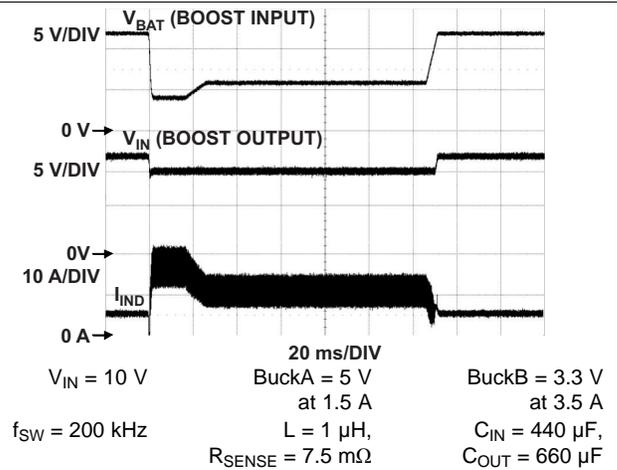 V_BAT (BOOST INPUT)
5 V/DIV
0 V
V_IN (BOOST OUTPUT)
5 V/DIV
0V
10 A/DIV
I_IND
0 A
20 ms/DIV
V_IN = 10 V BuckA = 5 V BuckB = 3.3 V
at 1.5 A at 3.5 A
f_SW = 200 kHz L = 1 µH, C_IN = 440 µF,
R_SENSE = 7.5 mΩ C_OUT = 660 µF